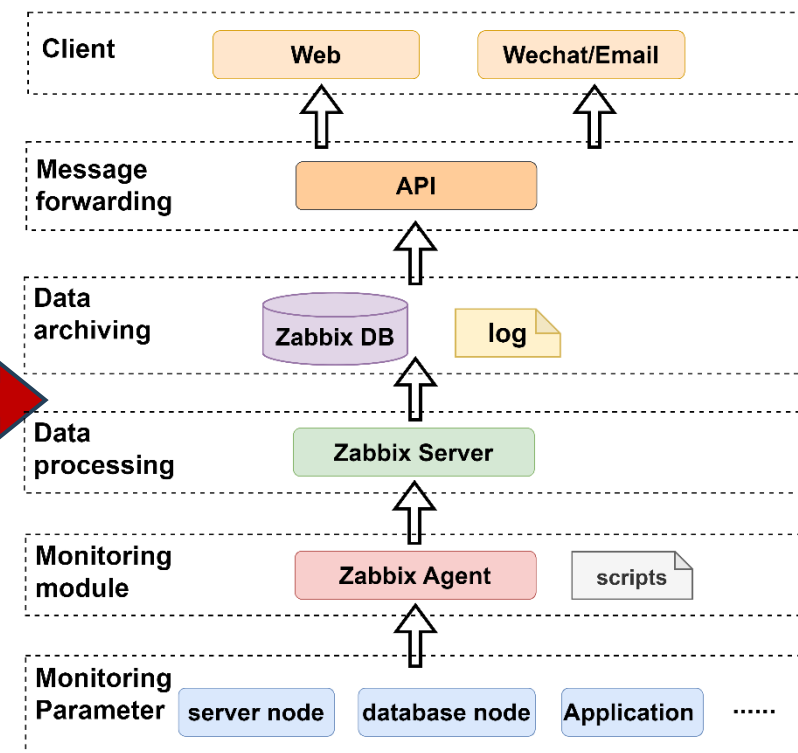 Client
Web
Wechat/Email
Message
forwarding
API
Data
archiving
Zabbix DB
log
Data
processing
Zabbix Server
Monitoring
module
Zabbix Agent
scripts
Monitoring
Parameter
server node
database node
Application
······